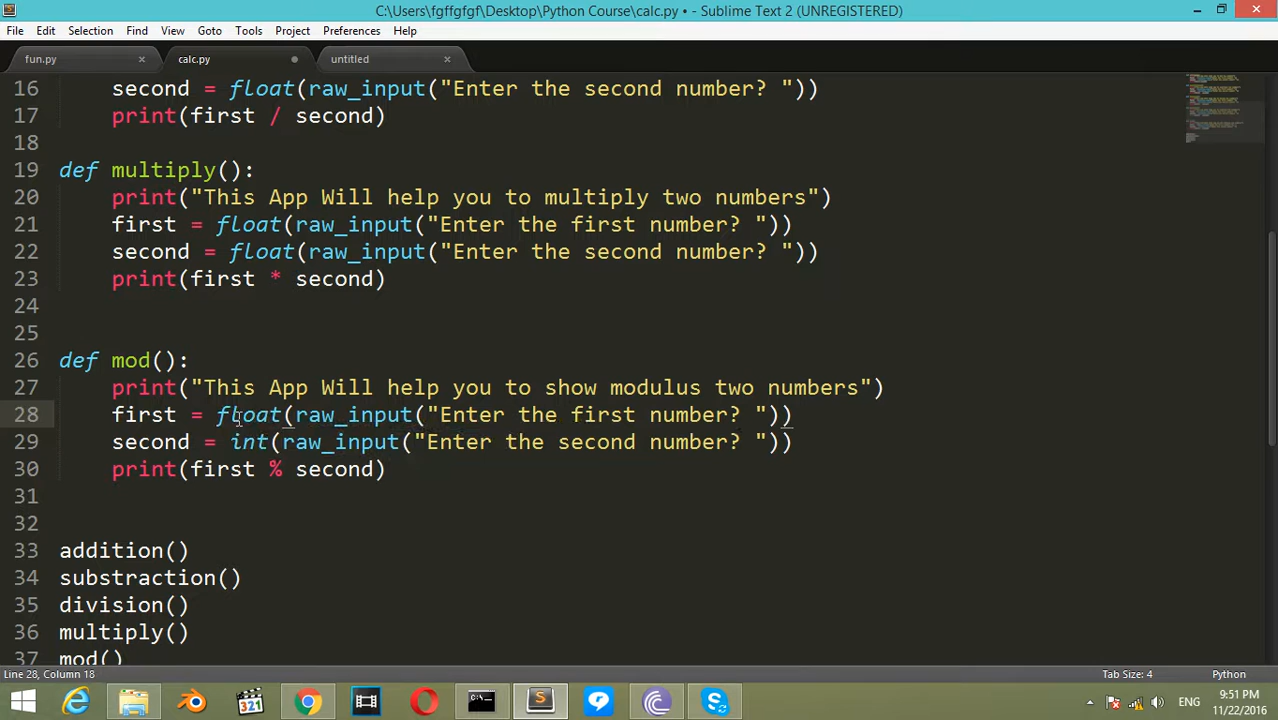 C:\Users\fgffgfgf\Desktop\Python Course\calc.py • - Sublime Text 2 (UNREGISTERED)
File Edit Selection Find View Goto Tools Project Preferences Help
fun.py calc.py untitled
16 second = float(raw_input("Enter the second number? "))
17 print(first / second)
18
19 def multiply():
20 print("This App Will help you to multiply two numbers")
21 first = float(raw_input("Enter the first number? "))
22 second = float(raw_input("Enter the second number? "))
23 print(first * second)
24
25
26 def mod():
27 print("This App Will help you to show modulus two numbers")
28 first = float(raw_input("Enter the first number? "))
29 second = int(raw_input("Enter the second number? "))
30 print(first % second)
31
32
33 addition()
34 substraction()
35 division()
36 multiply()
37 mod()
Line 28, Column 18 Tab Size: 4 Python
321 ENG 9:51 PM
11/22/2016